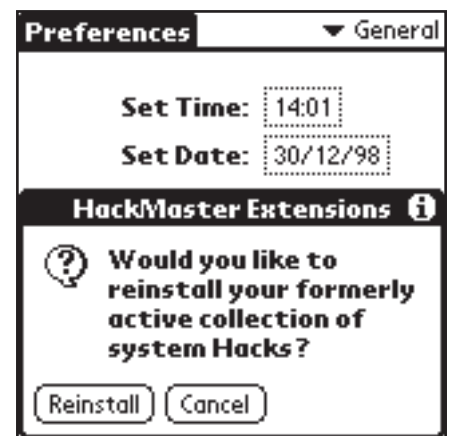 Preferences ▼ General
Set Time: 14:01
Set Date: 30/12/98
HackMaster Extensions i
Would you like to
reinstall your formerly
active collection of
system Hacks?
Reinstall Cancel